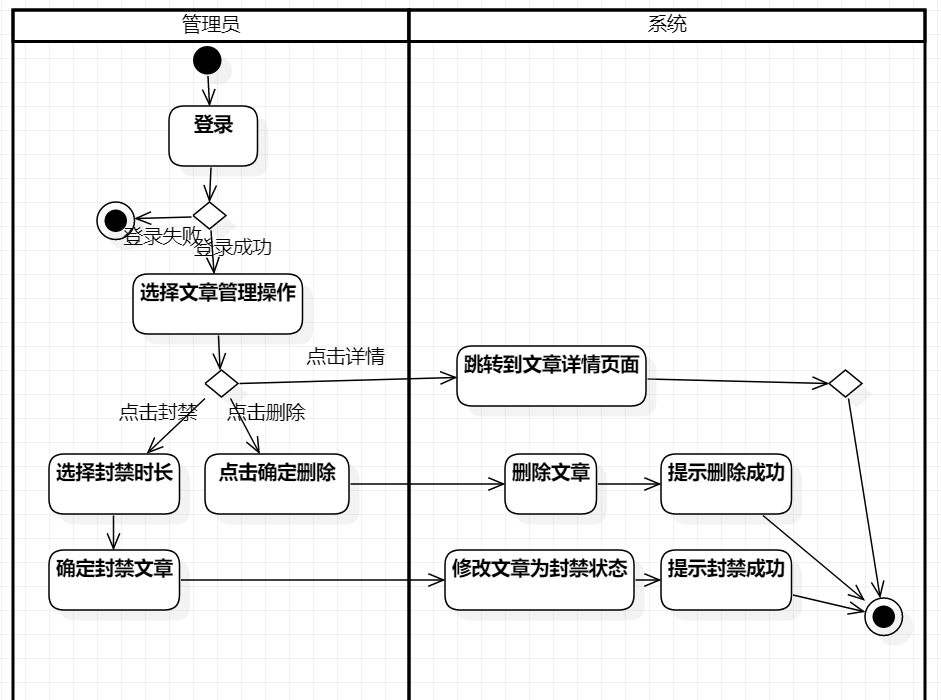 管理员
系统
登录
登录失败
登录成功
选择文章管理操作
点击详情
跳转到文章详情页面
点击封禁
点击删除
选择封禁时长
点击确定删除
删除文章
提示删除成功
确定封禁文章
修改文章为封禁状态
提示封禁成功